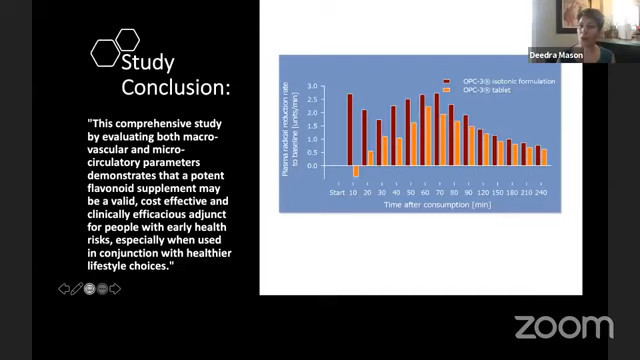 Study
Conclusion:
"This comprehensive study
by evaluating both macro-
vascular and micro-
circulatory parameters
demonstrates that a potent
flavonoid supplement may
be a valid, cost effective and
clinically efficacious adjunct
for people with early health
risks, especially when used
in conjunction with healthier
lifestyle choices."
OPC-3® isotonic formulation
OPC-3® tablet
Plasma radical reduction rate
to baseline [units/min]
3.0
2.5
2.0
1.5
1.0
0.5
0.0
Start 10 20 30 40 50 60 70 80 90 120 150 180 210 240
Time after consumption [min]
Deedra Mason
zoom